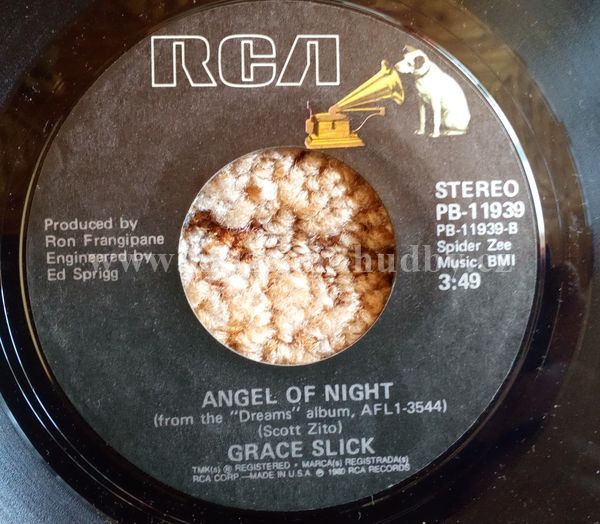 RCA
STEREO
PB-11939
PB-11939-B
Spider Zee
Music, BMI
3:49
Produced by
Ron Frangipane
Engineered by
Ed Sprigg
ANGEL OF NIGHT
(from the "Dreams" album, AFL1-3544)
(Scott Zito)
GRACE SLICK
TMK(s) ® REGISTERED • MARCA(s) REGISTRADA(s)
RCA CORP.—MADE IN U.S.A. ℗ 1980 RCA RECORDS